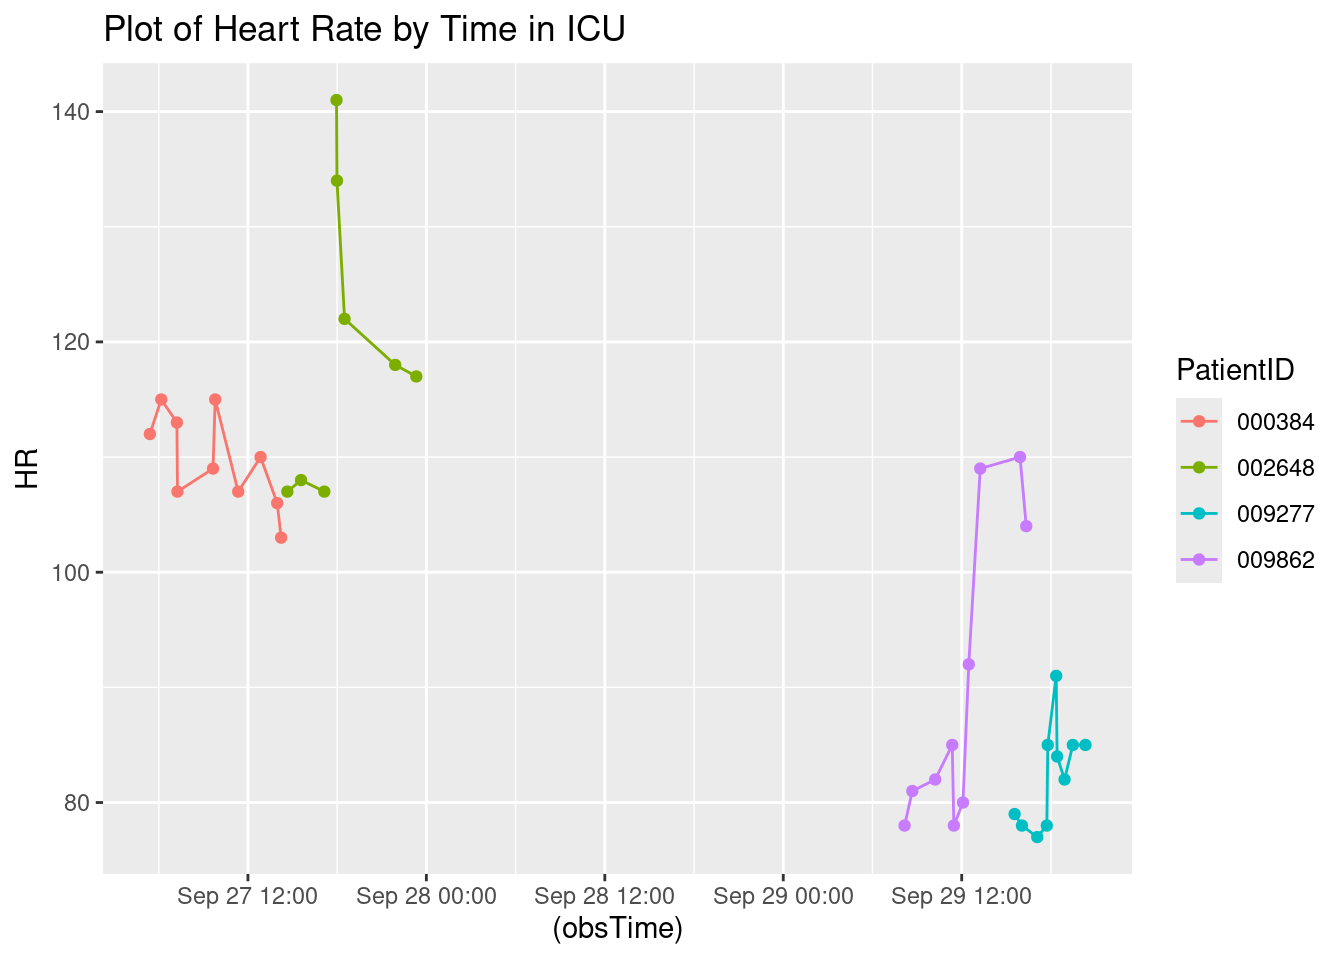 Plot of Heart Rate by Time in ICU
140
120
100
80
HR
Sep 27 12:00
Sep 28 00:00
Sep 28 12:00
Sep 29 00:00
Sep 29 12:00
(obsTime)
PatientID
000384
002648
009277
009862